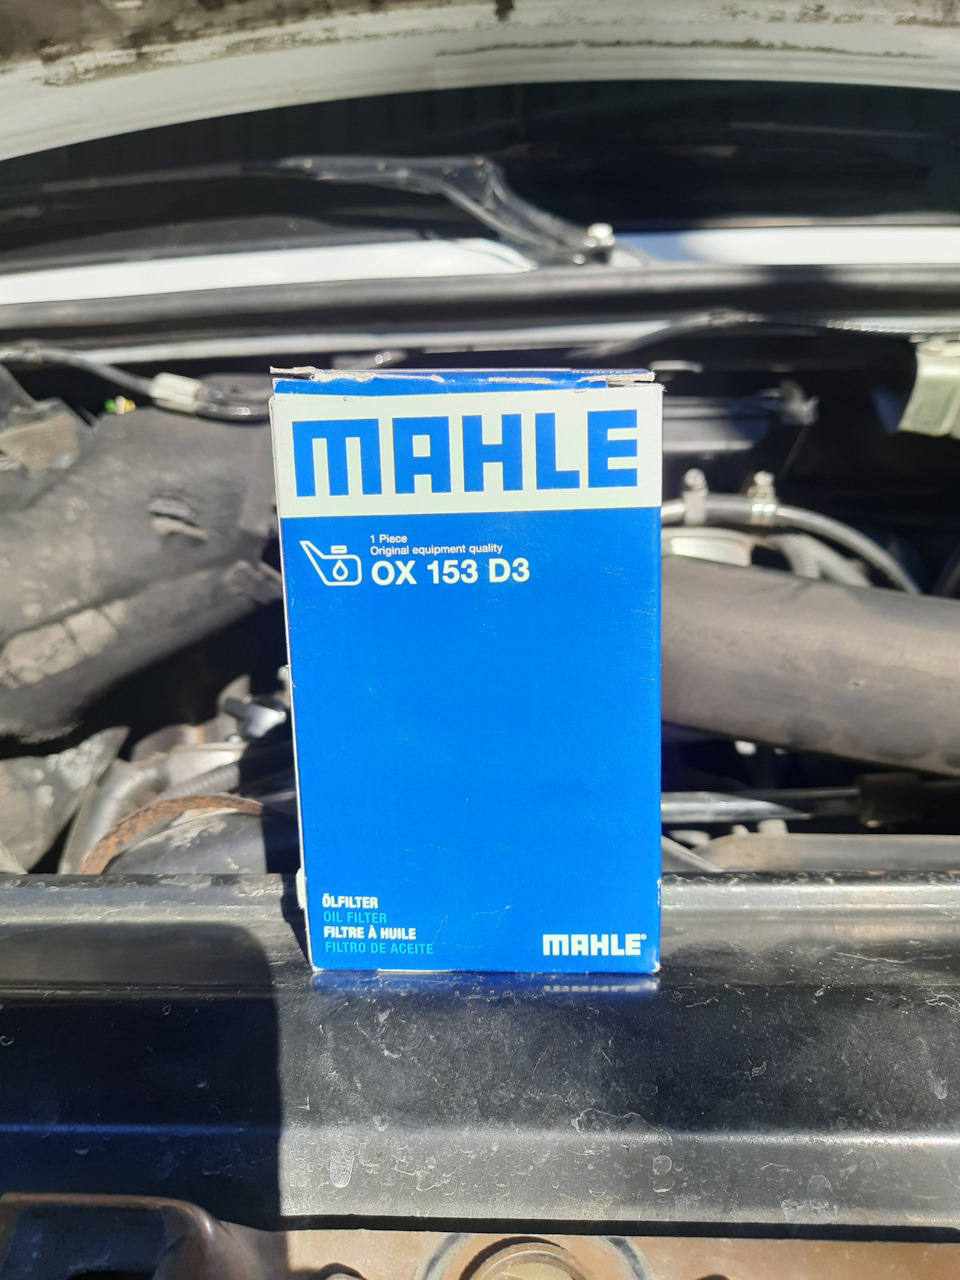 MAHLE
1 Piece
Original equipment quality
OX 153 D3
ÖLFILTER
OIL FILTER
FILTRE À HUILE
FILTRO DE ACEITE
MAHLE®